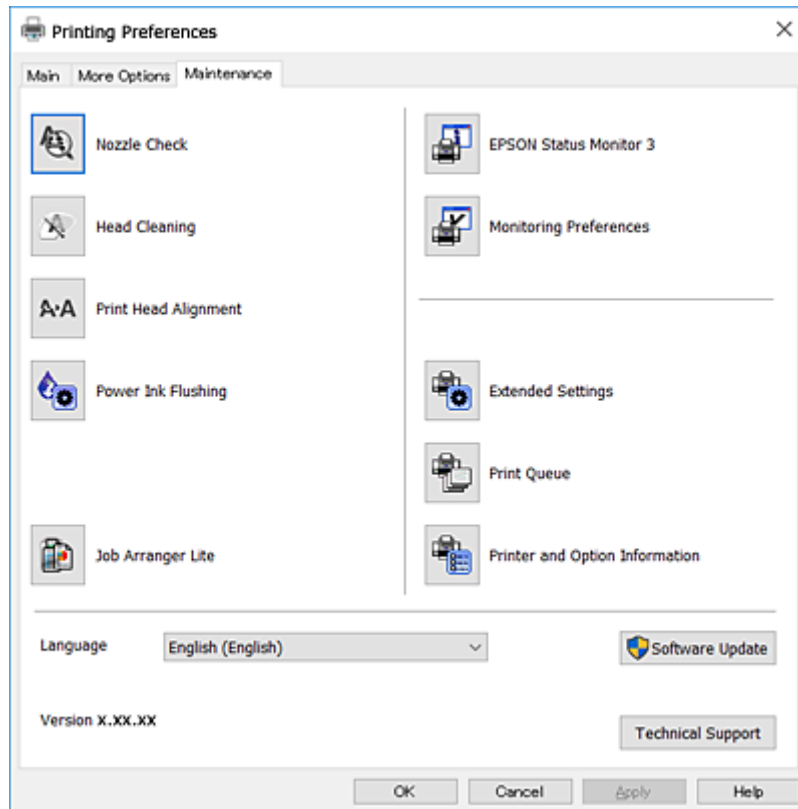 Printing Preferences
Main More Options Maintenance
Nozzle Check
EPSON Status Monitor 3
Head Cleaning
Monitoring Preferences
A·A Print Head Alignment
Power Ink Flushing
Extended Settings
Print Queue
Job Arranger Lite
Printer and Option Information
Language English (English) Software Update
Version X.XX.XX
Technical Support
OK Cancel Apply Help